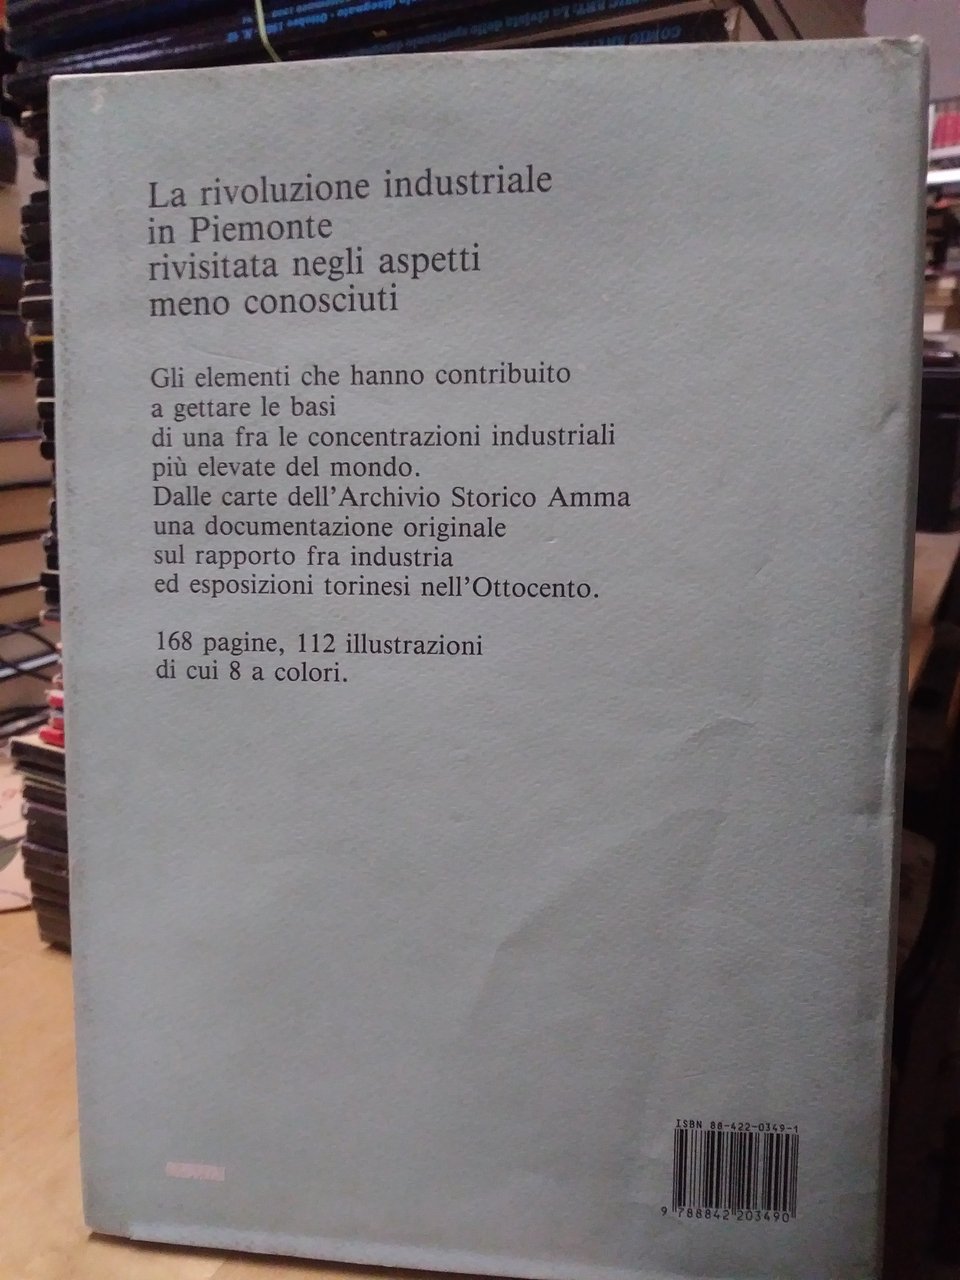 La rivoluzione industriale
in Piemonte
rivisitata negli aspetti
meno conosciuti
Gli elementi che hanno contribuito
a gettare le basi
di una fra le concentrazioni industriali
più elevate del mondo.
Dalle carte dell'Archivio Storico Amma
una documentazione originale
sul rapporto fra industria
ed esposizioni torinesi nell'Ottocento.
168 pagine, 112 illustrazioni
di cui 8 a colori.
ISBN 88-422-0349-1
9 788842 203490